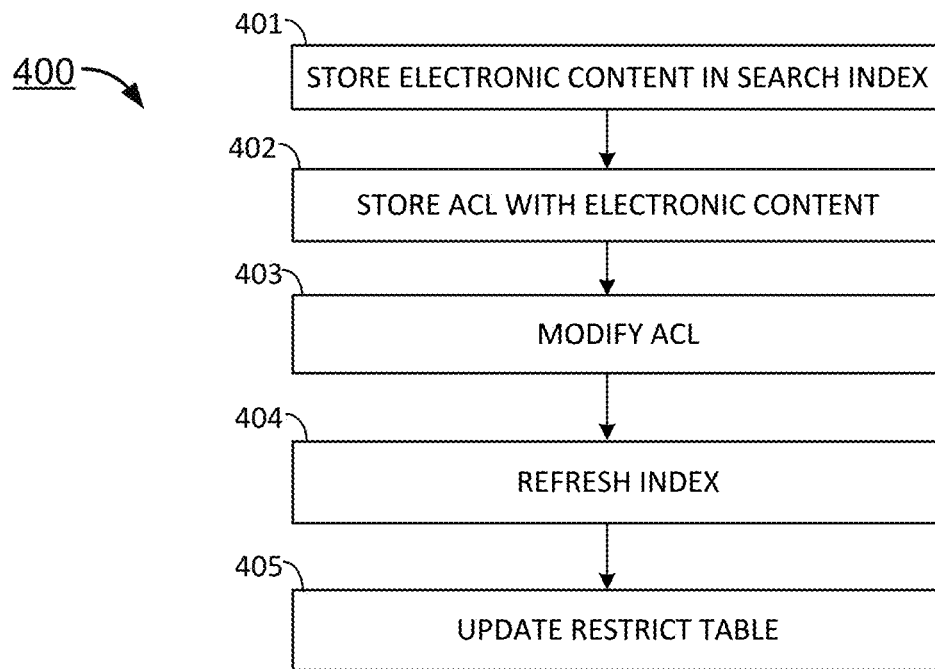 400
401
STORE ELECTRONIC CONTENT IN SEARCH INDEX
402
STORE ACL WITH ELECTRONIC CONTENT
403
MODIFY ACL
404
REFRESH INDEX
405
UPDATE RESTRICT TABLE